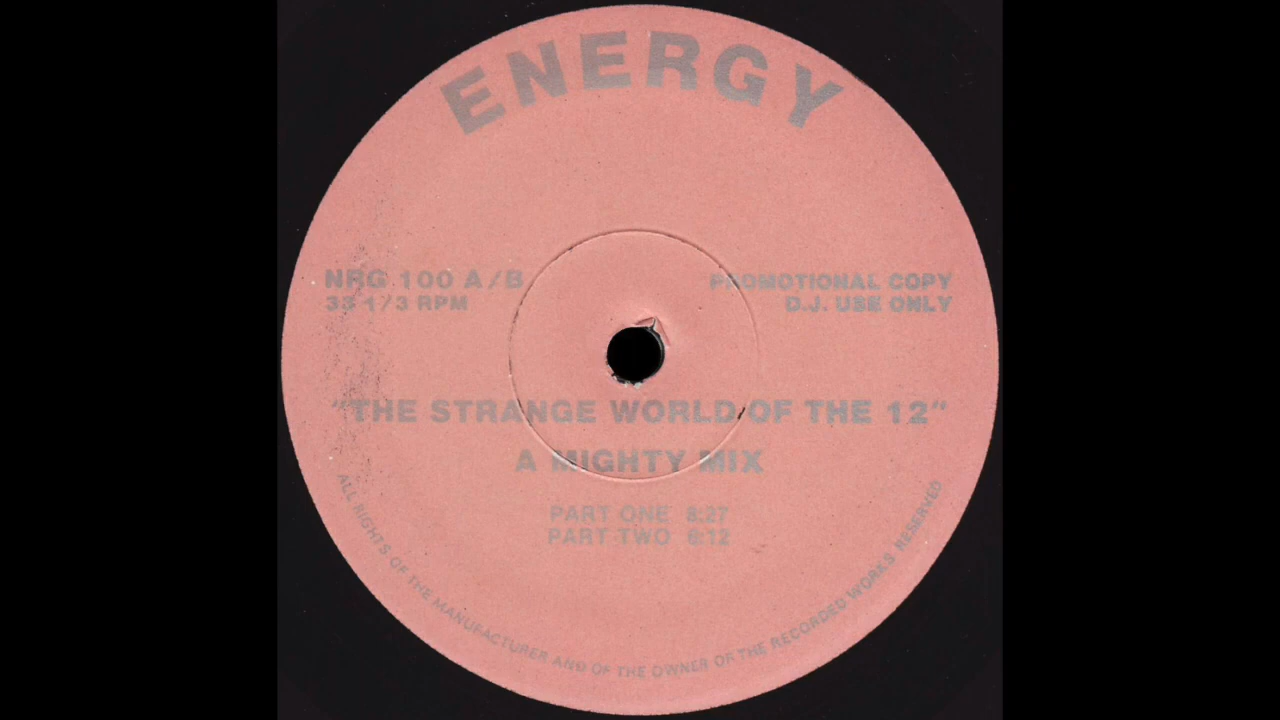 ENERGY
NRG 100 A/B
33 1/3 RPM
PROMOTIONAL COPY
D.J. USE ONLY
"THE STRANGE WORLD OF THE 12"
A MIGHTY MIX
PART ONE 8:27
PART TWO 6:12
ALL RIGHTS OF THE MANUFACTURER AND OF THE OWNER OF THE RECORDED WORKS RESERVED